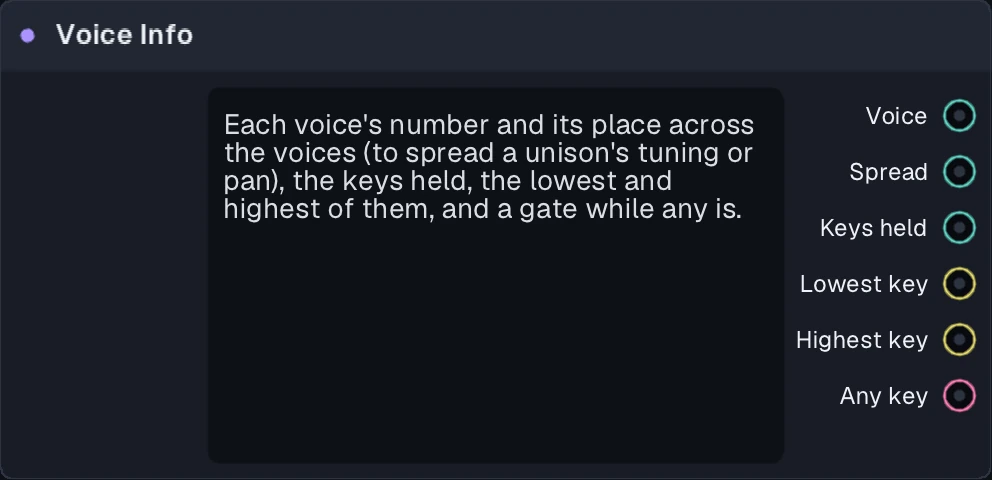 Voice Info
Each voice's number and its place across
the voices (to spread a unison's tuning or
pan), the keys held, the lowest and
highest of them, and a gate while any is.
Voice
Spread
Keys held
Lowest key
Highest key
Any key